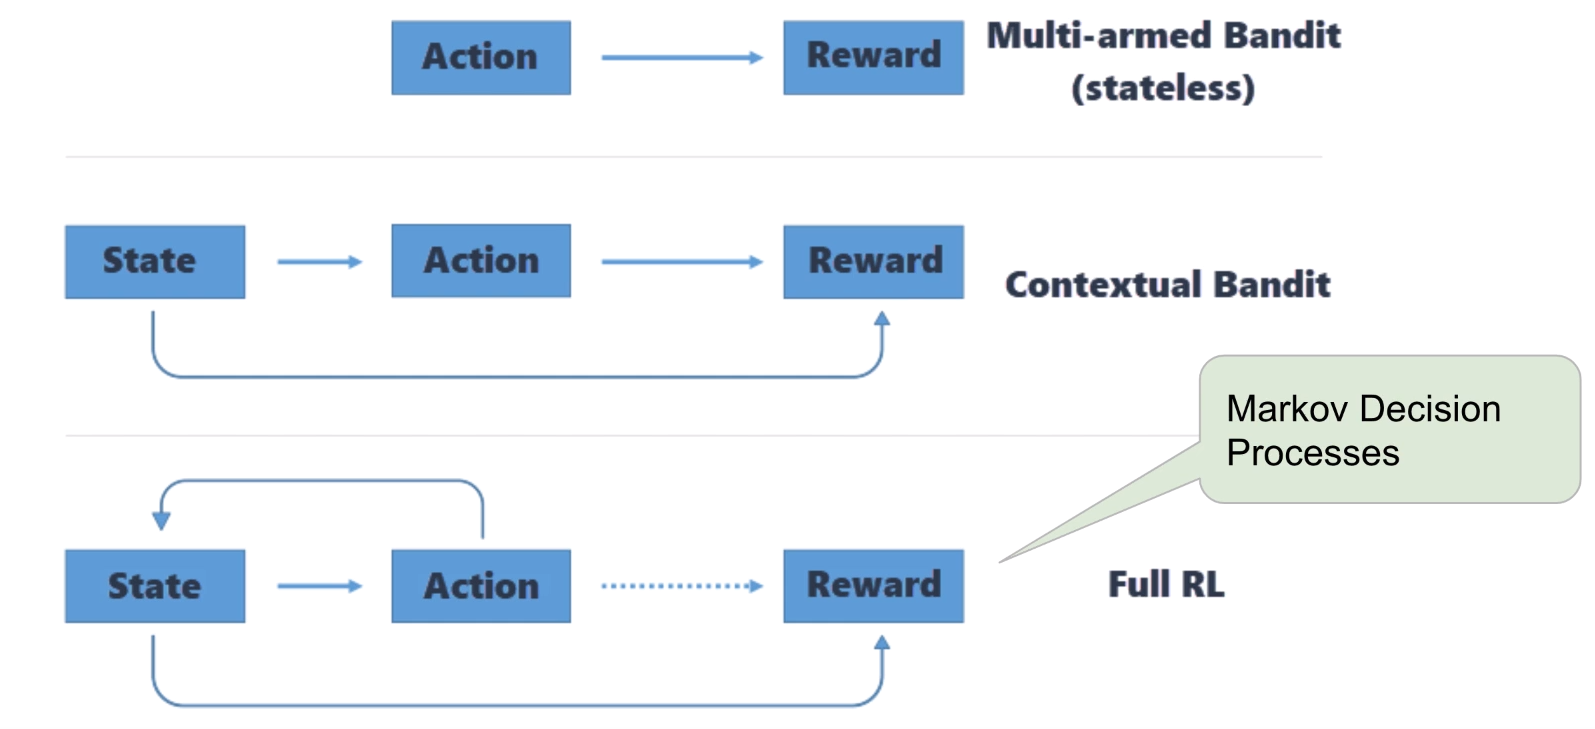 Action
Reward
Multi-armed Bandit
(stateless)
State
Action
Reward
Contextual Bandit
Markov Decision
Processes
State
Action
Reward
Full RL